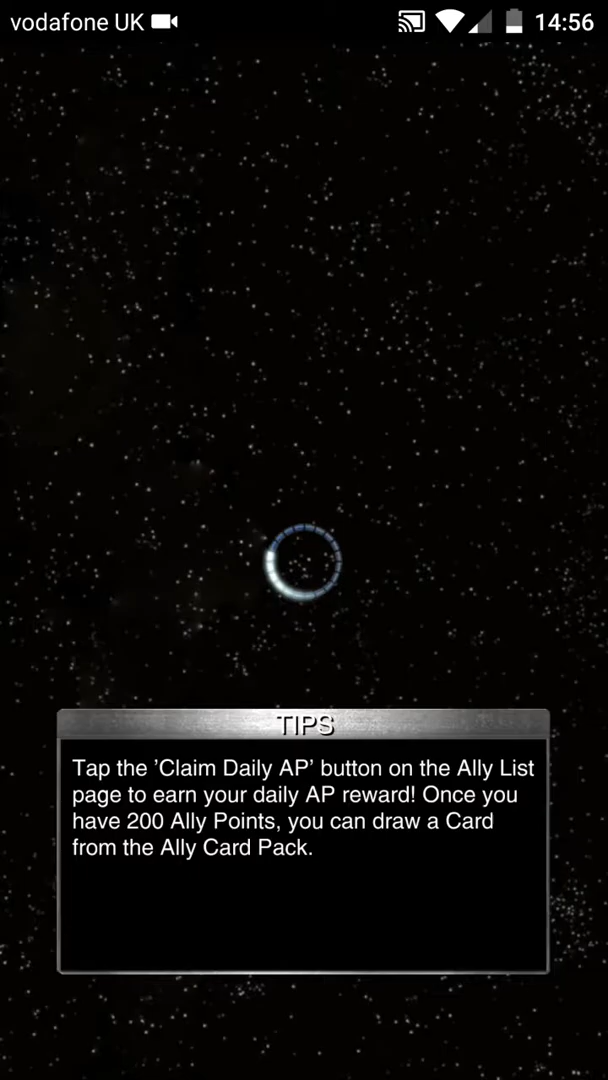 vodafone UK 14:56
TIPS
Tap the 'Claim Daily AP' button on the Ally List
page to earn your daily AP reward! Once you
have 200 Ally Points, you can draw a Card
from the Ally Card Pack.